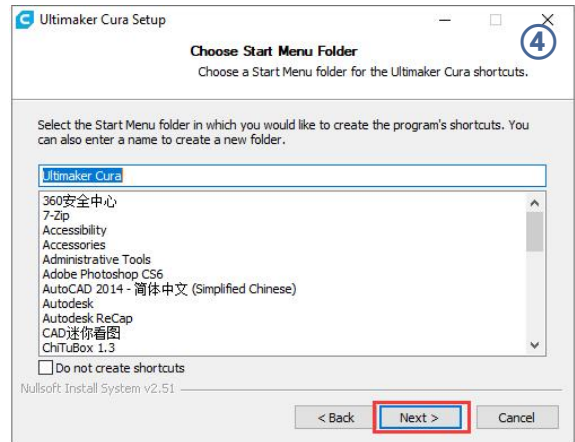 Ultimaker Cura Setup
④
Choose Start Menu Folder
Choose a Start Menu folder for the Ultimaker Cura shortcuts.
Select the Start Menu folder in which you would like to create the program's shortcuts. You
can also enter a name to create a new folder.
Ultimaker Cura
360安全中心
7-Zip
Accessibility
Accessories
Administrative Tools
Adobe Photoshop CS6
AutoCAD 2014 - 简体中文 (Simplified Chinese)
Autodesk
Autodesk ReCap
CAD迷你看图
ChiTuBox 1.3
Do not create shortcuts
Nullsoft Install System v2.51
< Back
Next >
Cancel